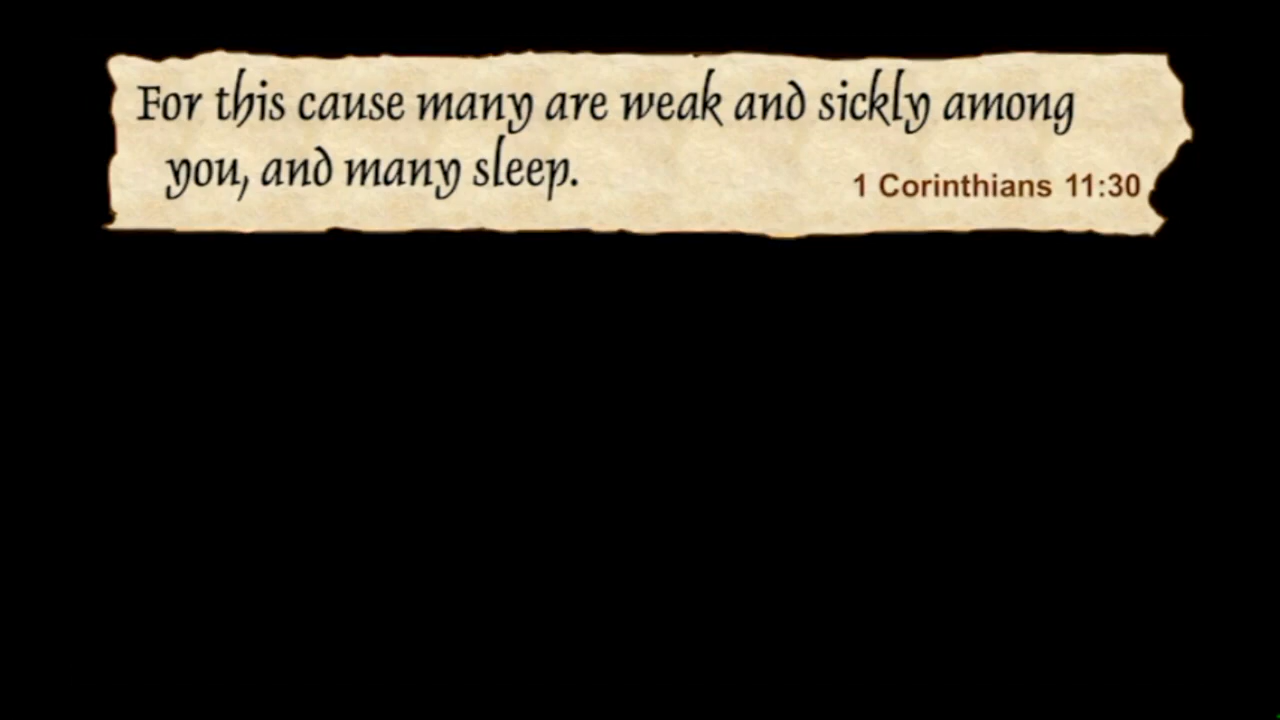 For this cause many are weak and sickly among
you, and many sleep.
1 Corinthians 11:30